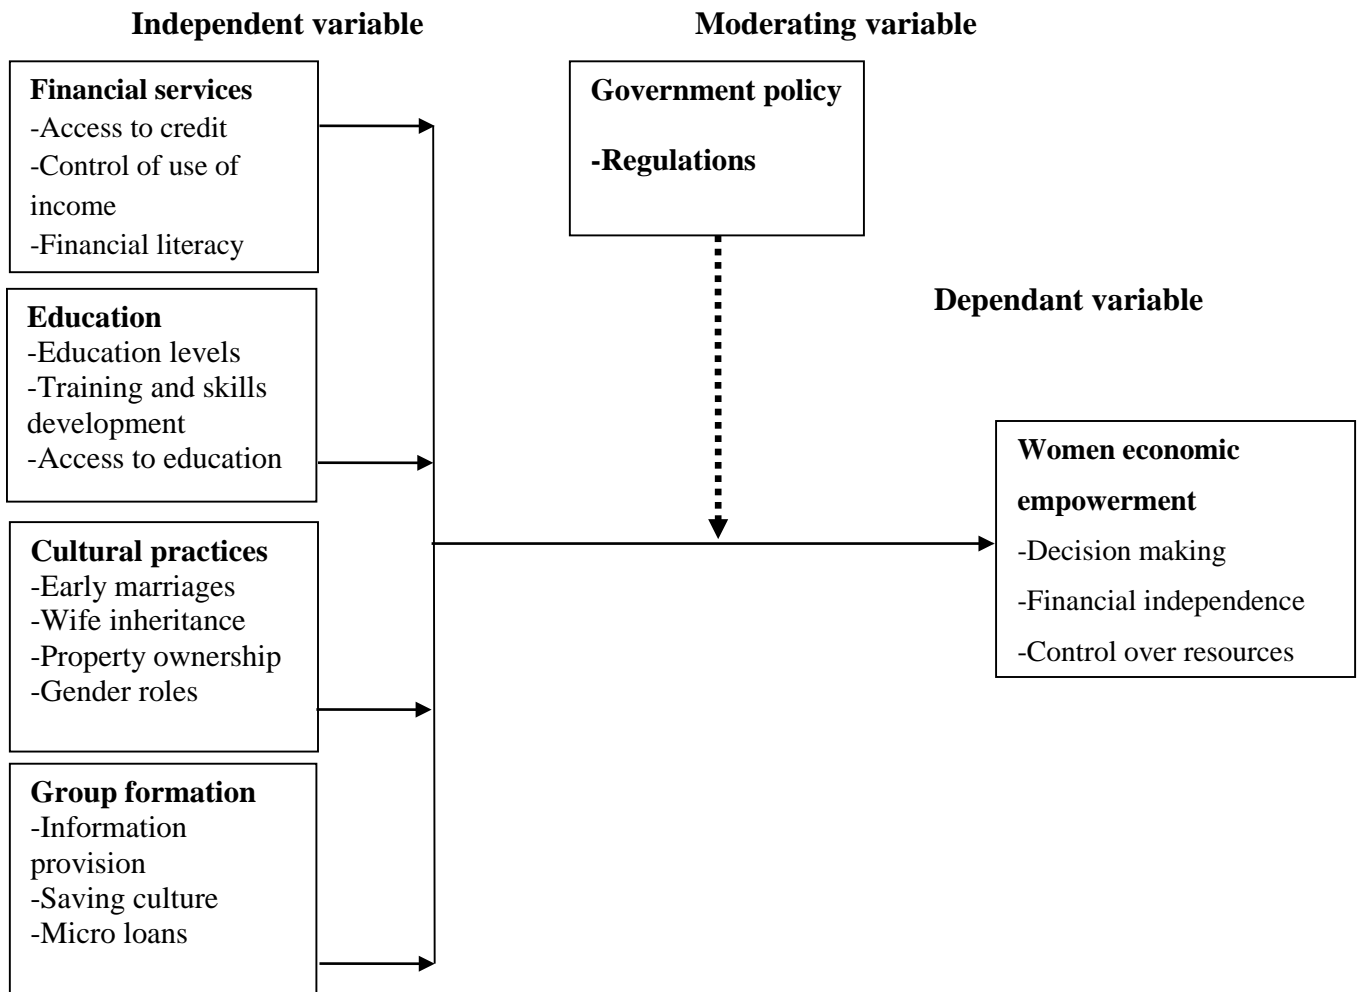 Independent variable
Moderating variable
Financial services
-Access to credit
-Control of use of
income
-Financial literacy
Government policy
-Regulations
Dependant variable
Education
-Education levels
-Training and skills
development
-Access to education
Women economic
empowerment
-Decision making
-Financial independence
-Control over resources
Cultural practices
-Early marriages
-Wife inheritance
-Property ownership
-Gender roles
Group formation
-Information
provision
-Saving culture
-Micro loans